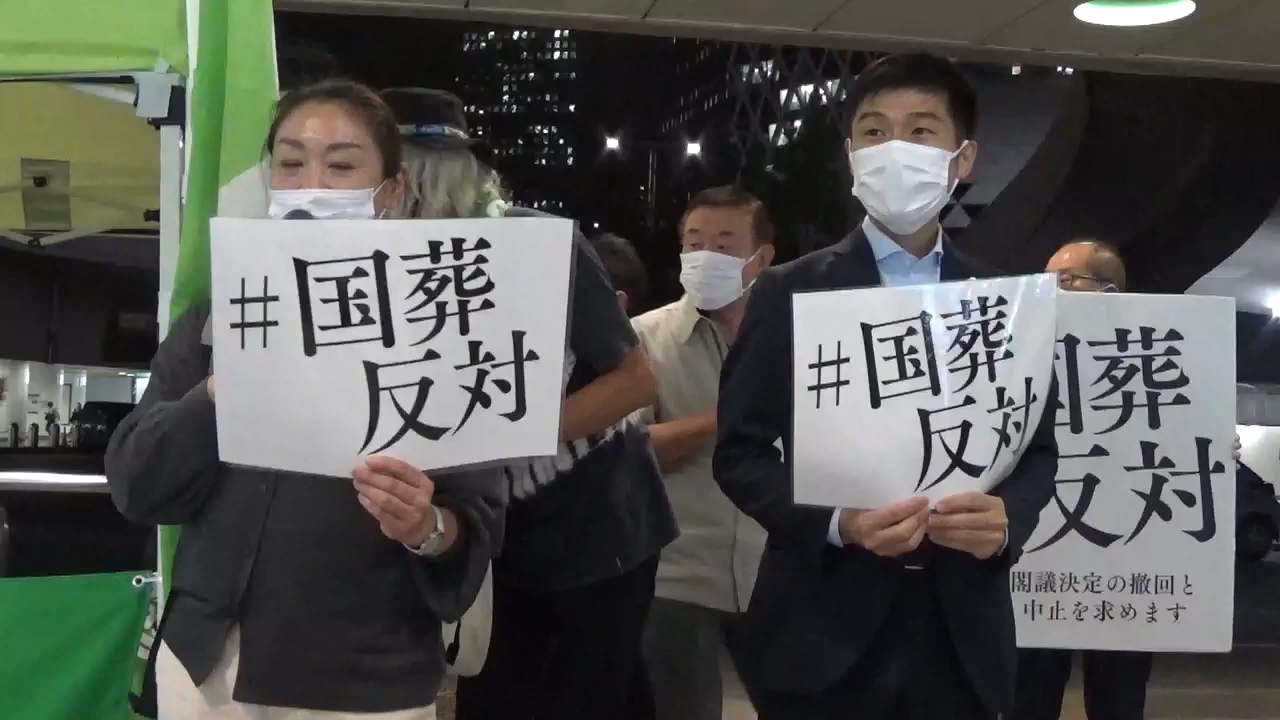 #国葬
反対
#国葬
反対
国葬
反対
閣議決定の撤回と
中止を求めます